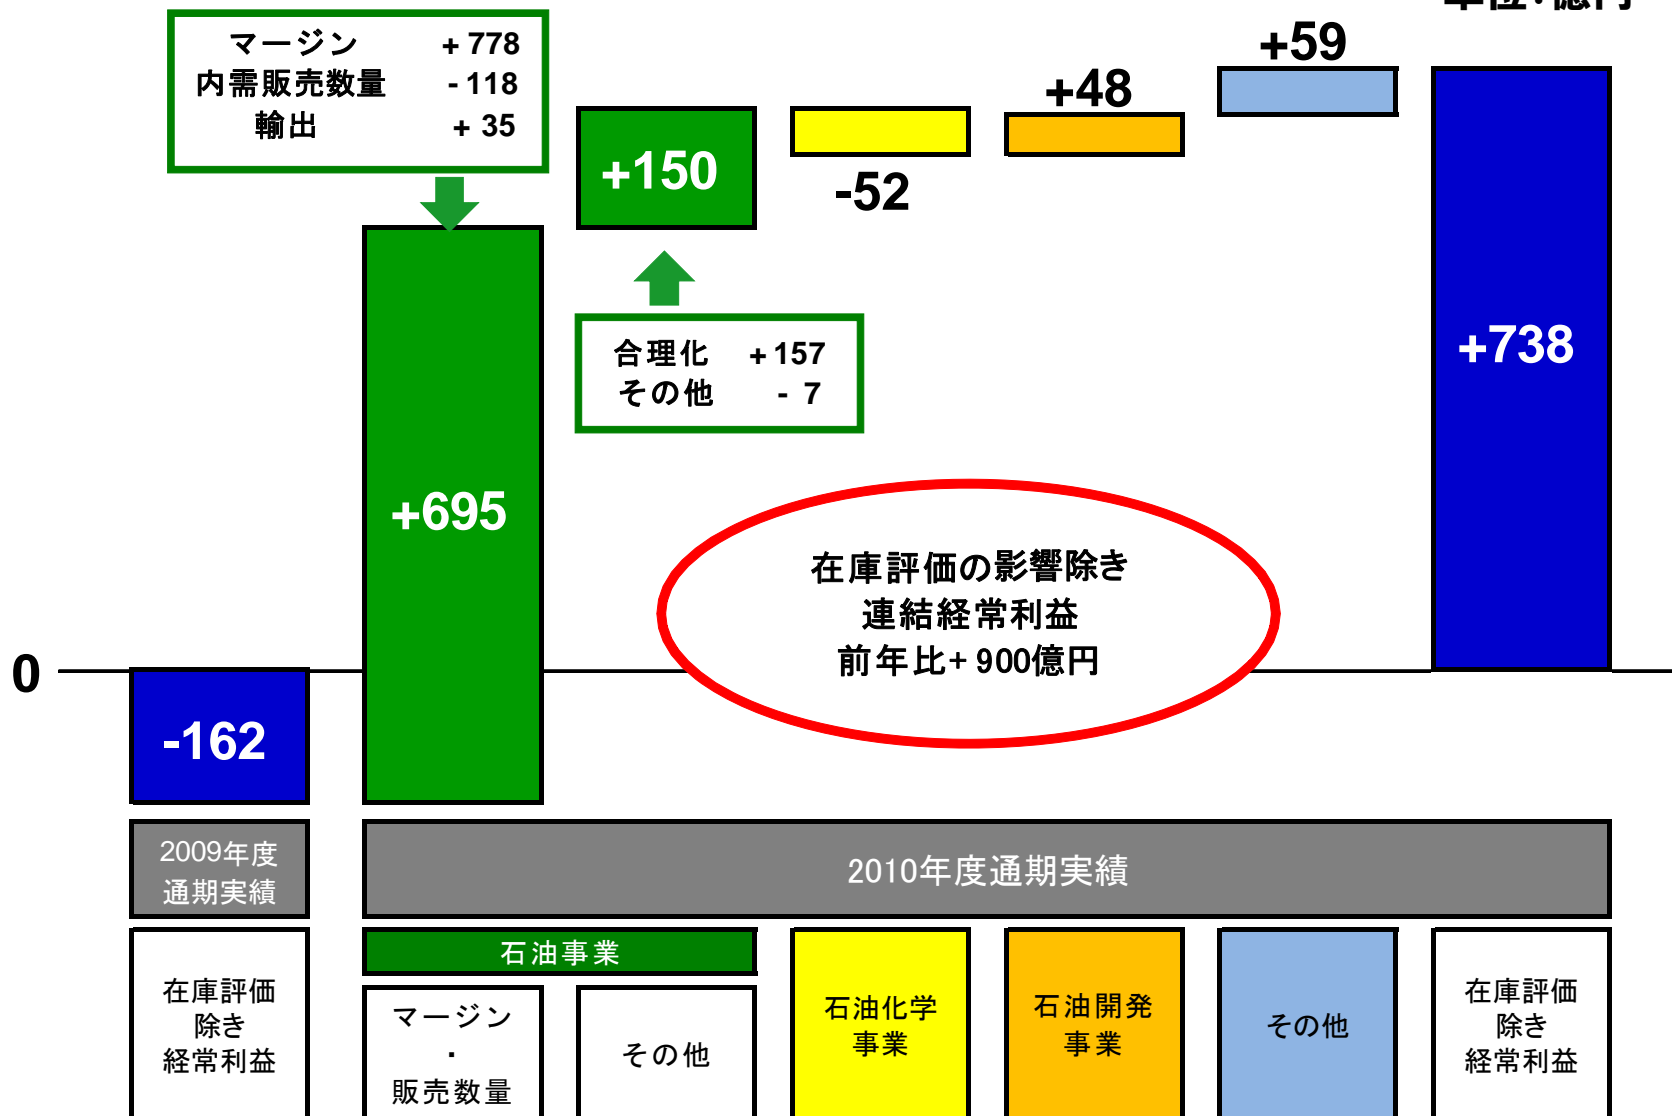 単位:億円
マージン +778
内需販売数量 -118
輸出 + 35
+150
-52
+48
+59
合理化 +157
その他 - 7
+695
+738
在庫評価の影響除き
連結経常利益
前年比+ 900億円
0
-162
2009年度
通期実績
2010年度通期実績
石油事業
在庫評価
除き
経常利益
マージン
・
販売数量
その他
石油化学
事業
石油開発
事業
その他
在庫評価
除き
経常利益